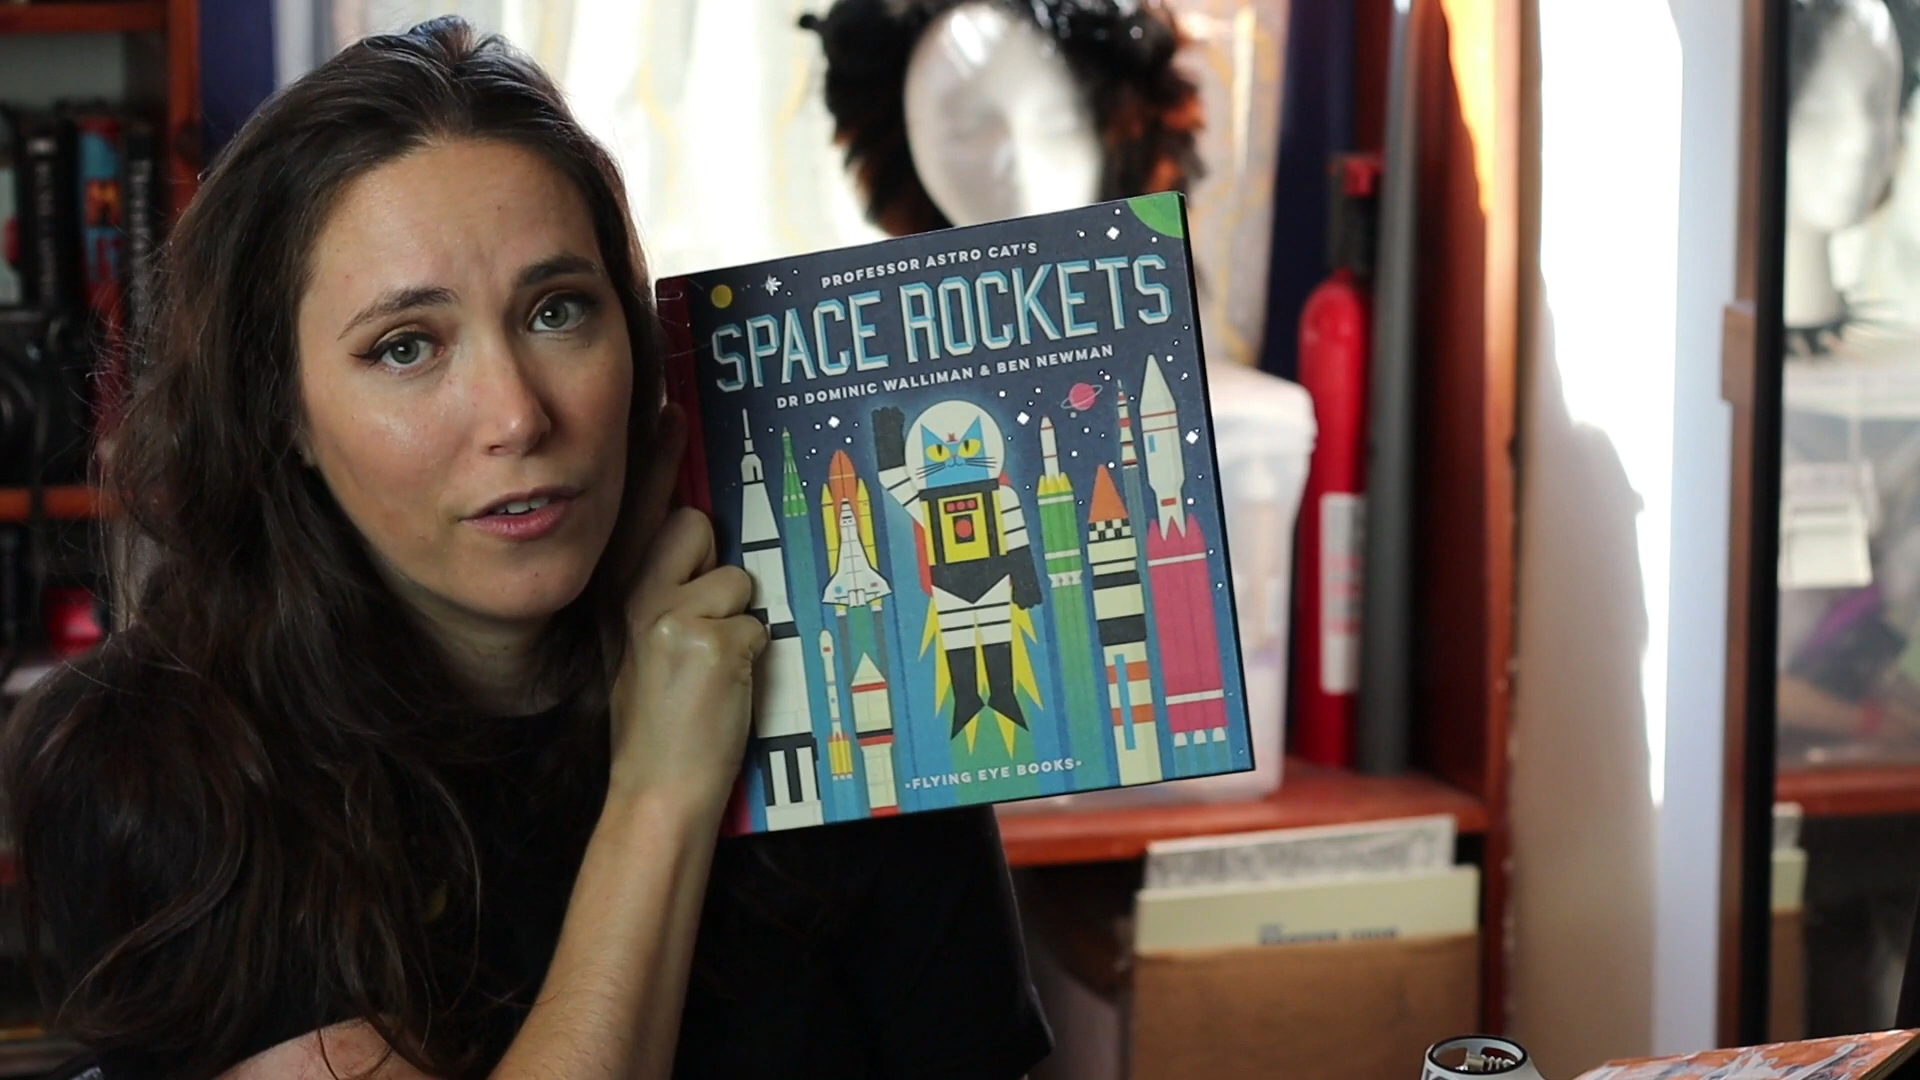 PROFESSOR ASTRO CAT'S
SPACE ROCKETS
DR DOMINIC WALLIMAN & BEN NEWMAN
•FLYING EYE BOOKS•